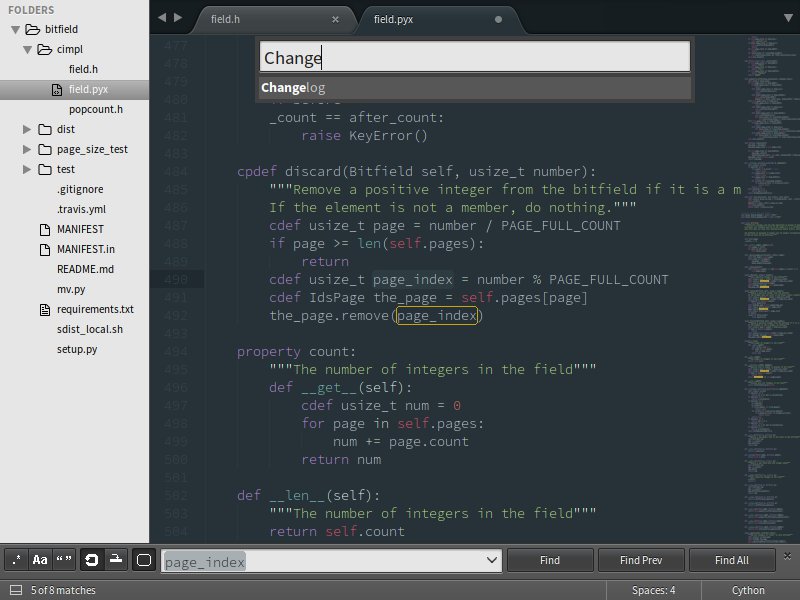 FOLDERS
bitfield
cimpl
field.h
field.pyx
popcount.h
dist
page_size_test
test
.gitignore
.travis.yml
MANIFEST
MANIFEST.in
README.md
mv.py
requirements.txt
sdist_local.sh
setup.py
field.h ×
field.pyx
Change
Changelog
477
478
479
480
481 _count == after_count:
482 raise KeyError()
483
484 cpdef discard(Bitfield self, usize_t number):
485 """Remove a positive integer from the bitfield if it is a m
486 If the element is not a member, do nothing."""
487 cdef usize_t page = number / PAGE_FULL_COUNT
488 if page >= len(self.pages):
489 return
490 cdef usize_t page_index = number % PAGE_FULL_COUNT
491 cdef IdsPage the_page = self.pages[page]
492 the_page.remove(page_index)
493
494 property count:
495 """The number of integers in the field"""
496 def __get__(self):
497 cdef usize_t num = 0
498 for page in self.pages:
499 num += page.count
500 return num
501
502 def __len__(self):
503 """The number of integers in the field"""
504 return self.count
.* Aa “ ” page_index Find Find Prev Find All ×
5 of 8 matches Spaces: 4 Cython